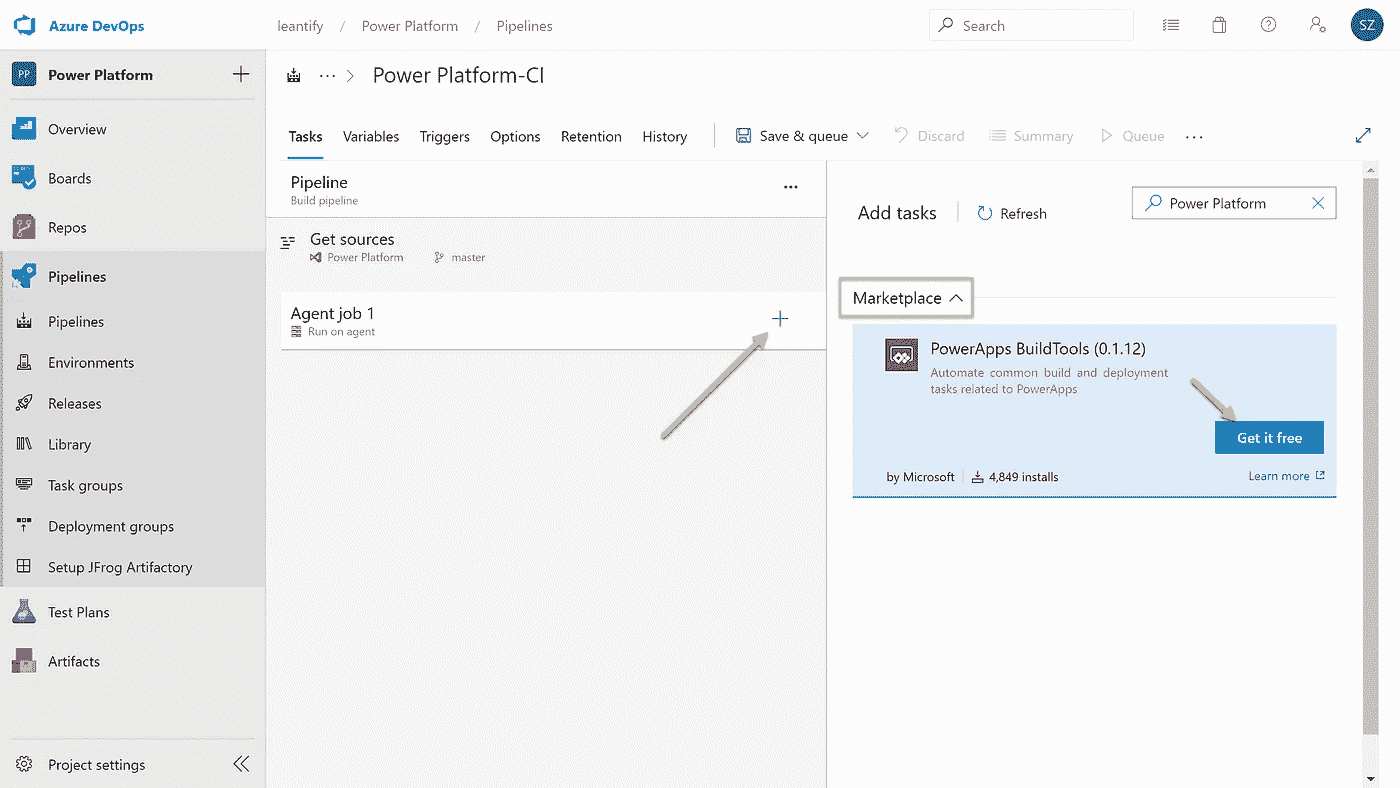 Azure DevOps
leantify / Power Platform / Pipelines
Search
SZ
PP Power Platform
Overview
Boards
Repos
Pipelines
Pipelines
Environments
Releases
Library
Task groups
Deployment groups
Setup JFrog Artifactory
Test Plans
Artifacts
Project settings
... > Power Platform-CI
Tasks Variables Triggers Options Retention History Save & queue Discard Summary Queue ...
Pipeline
Build pipeline
Get sources
Power Platform master
Agent job 1
Run on agent
Add tasks Refresh
Power Platform
Marketplace
PowerApps BuildTools (0.1.12)
Automate common build and deployment
tasks related to PowerApps
Get it free
by Microsoft 4,849 installs
Learn more